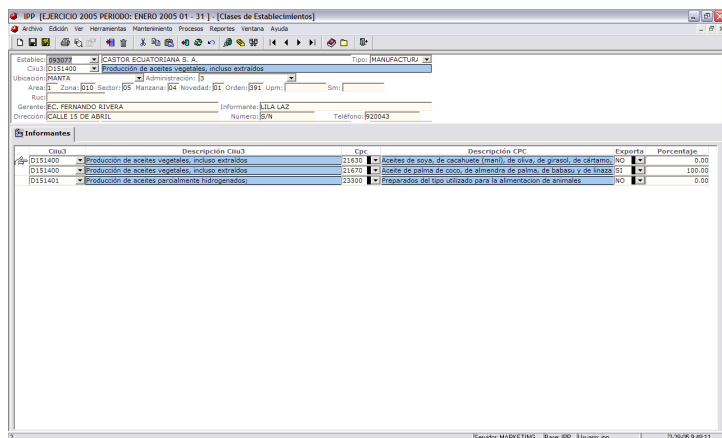 IPP [EJERCICIO 2005 PERIODO: ENERO 2005 01 - 31 ] - [Clases de Establecimientos]
Archivo Edición Ver Herramientas Mantenimiento Procesos Reportes Ventana Ayuda
Establec: 093077 CASTOR ECUATORIANA S. A. Tipo: MANUFACTURA
Ciiu3: D151400 Producción de aceites vegetales, incluso extraídos
Ubicación: MANTA Administración: 3
Area: 1 Zona: 010 Sector: 05 Manzana: 04 Novedad: 01 Orden: 391 Upm: Sm:
Ruc:
Gerente: EC. FERNANDO RIVERA Informante: LILA LAZ
Dirección: CALLE 15 DE ABRIL Número: S/N Teléfono: 920043
Informantes
Ciiu3 Descripción Ciiu3 Cpc Descripción CPC Exporta Porcentaje
D151400 Producción de aceites vegetales, incluso extraídos 21630 Aceites de soya, de cacahuete (maní), de oliva, de girasol, de cártamo, NO 0.00
D151400 Producción de aceites vegetales, incluso extraídos 21670 Aceite de palma de coco, de almendra de palma, de babasu y de linaza SI 100.00
D151401 Producción de aceites parcialmente hidrogenados; 23300 Preparados del tipo utilizado para la alimentacion de animales NO 0.00
Servidor: MARKETING Base: IPP Usuario: ipp